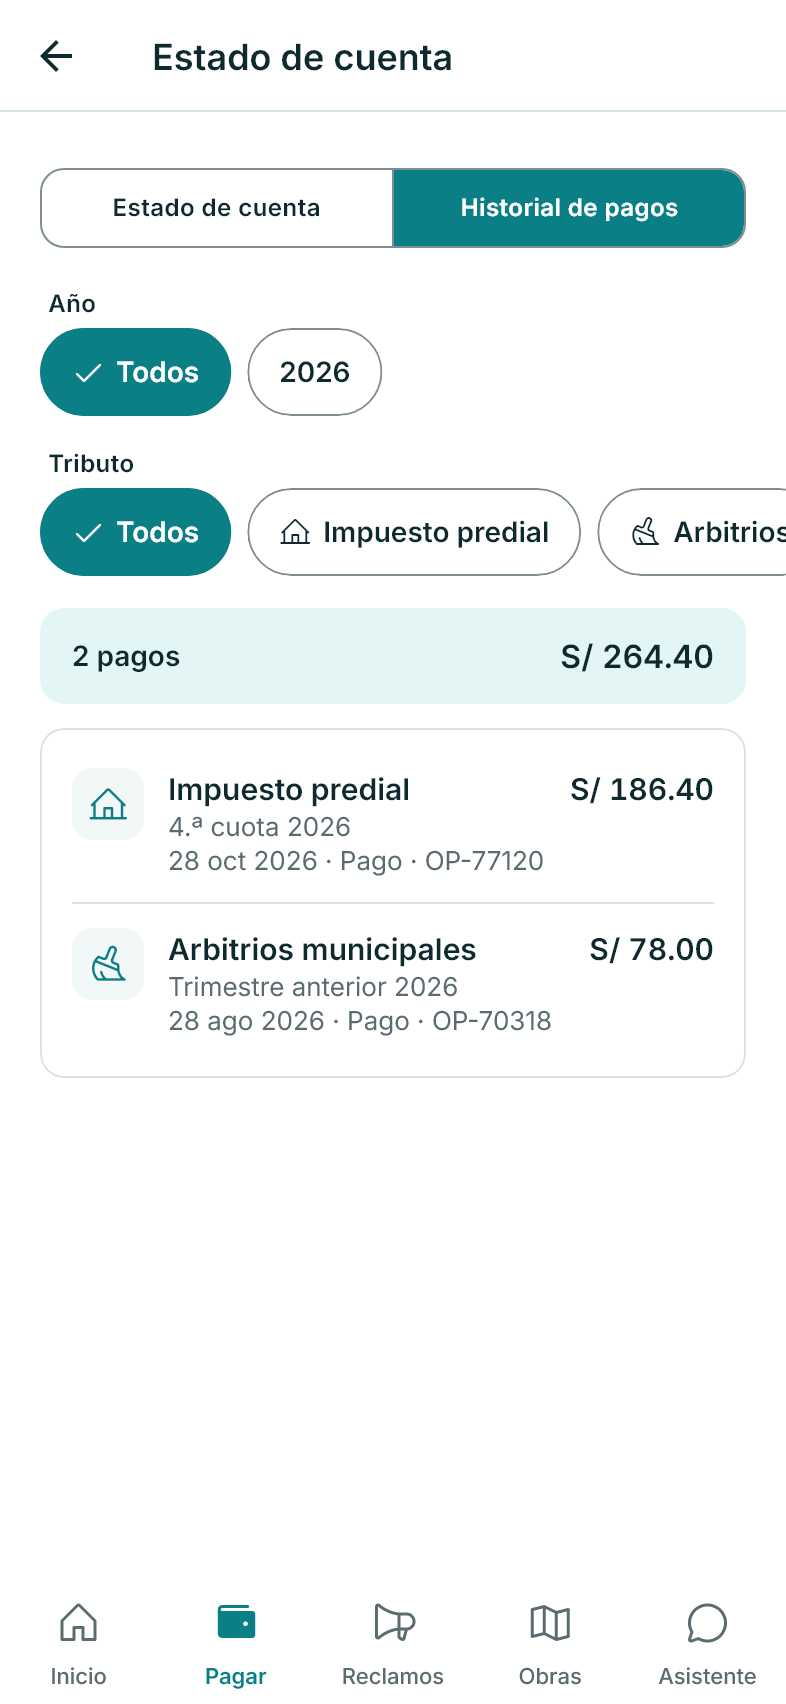 Estado de cuenta
Estado de cuenta
Historial de pagos
Año
Todos
2026
Tributo
Todos
Impuesto predial
Arbitrios
2 pagos
S/ 264.40
Impuesto predial
S/ 186.40
4.ª cuota 2026
28 oct 2026 · Pago · OP-77120
Arbitrios municipales
S/ 78.00
Trimestre anterior 2026
28 ago 2026 · Pago · OP-70318
Inicio
Pagar
Reclamos
Obras
Asistente